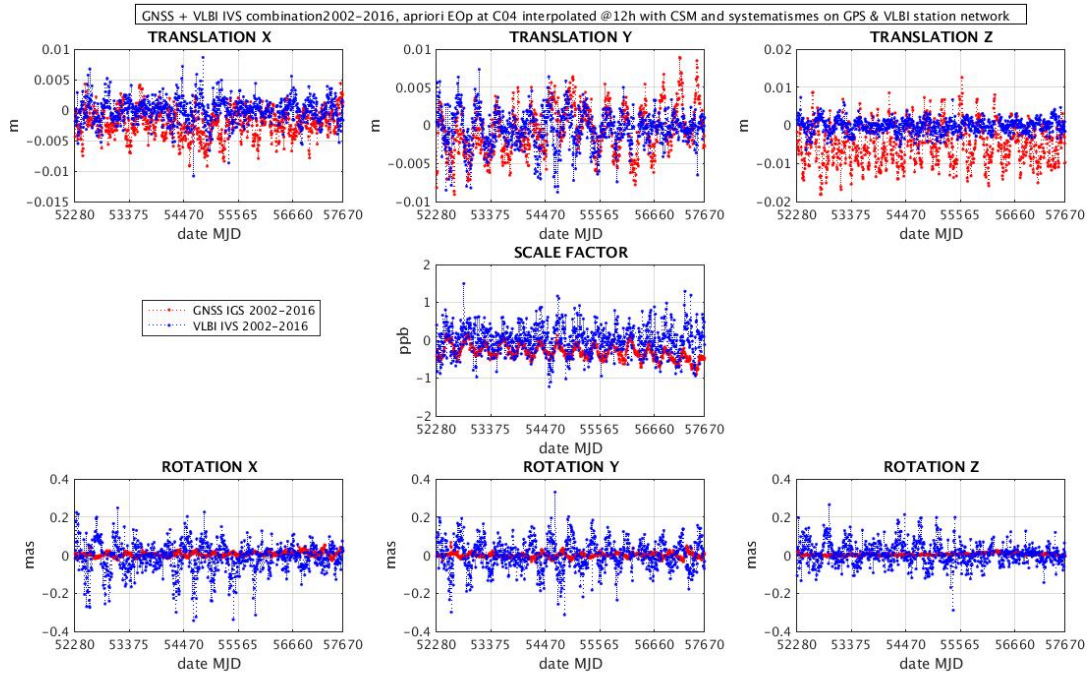 GNSS + VLBI IVS combination2002-2016, apriori EOp at C04 interpolated @12h with CSM and systematismes on GPS & VLBI station network
TRANSLATION X
TRANSLATION Y
TRANSLATION Z
0.01
0.005
0
-0.005
-0.01
-0.015
m
52280 53375 54470 55565 56660 57670
date MJD
0.01
0.005
0
-0.005
-0.01
m
52280 53375 54470 55565 56660 57670
date MJD
0.02
0.01
0
-0.01
-0.02
m
52280 53375 54470 55565 56660 57670
date MJD
SCALE FACTOR
2
1
0
-1
-2
ppb
52280 53375 54470 55565 56660 57670
date MJD
GNSS IGS 2002-2016
VLBI IVS 2002-2016
ROTATION X
ROTATION Y
ROTATION Z
0.4
0.2
0
-0.2
-0.4
mas
52280 53375 54470 55565 56660 57670
date MJD
0.4
0.2
0
-0.2
-0.4
mas
52280 53375 54470 55565 56660 57670
date MJD
0.4
0.2
0
-0.2
-0.4
mas
52280 53375 54470 55565 56660 57670
date MJD